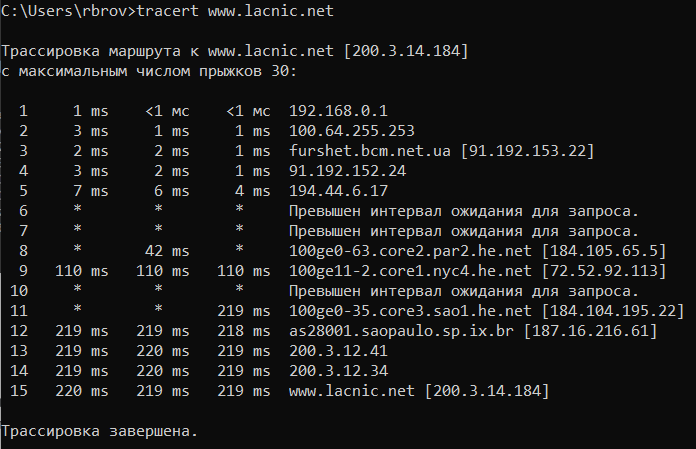 C:\Users\rbrov>tracert www.lacnic.net
Трассировка маршрута к www.lacnic.net [200.3.14.184]
с максимальным числом прыжков 30:
1 1 ms <1 мс <1 мс 192.168.0.1
2 3 ms 1 ms 1 ms 100.64.255.253
3 2 ms 2 ms 1 ms furshet.bcm.net.ua [91.192.153.22]
4 3 ms 2 ms 1 ms 91.192.152.24
5 7 ms 6 ms 4 ms 194.44.6.17
6 * * * Превышен интервал ожидания для запроса.
7 * * * Превышен интервал ожидания для запроса.
8 * 42 ms * 100ge0-63.core2.par2.he.net [184.105.65.5]
9 110 ms 110 ms 110 ms 100ge11-2.core1.nyc4.he.net [72.52.92.113]
10 * * * Превышен интервал ожидания для запроса.
11 * * 219 ms 100ge0-35.core3.sao1.he.net [184.104.195.22]
12 219 ms 219 ms 218 ms as28001.saopaulo.sp.ix.br [187.16.216.61]
13 219 ms 220 ms 219 ms 200.3.12.41
14 219 ms 220 ms 219 ms 200.3.12.34
15 220 ms 219 ms 219 ms www.lacnic.net [200.3.14.184]
Трассировка завершена.